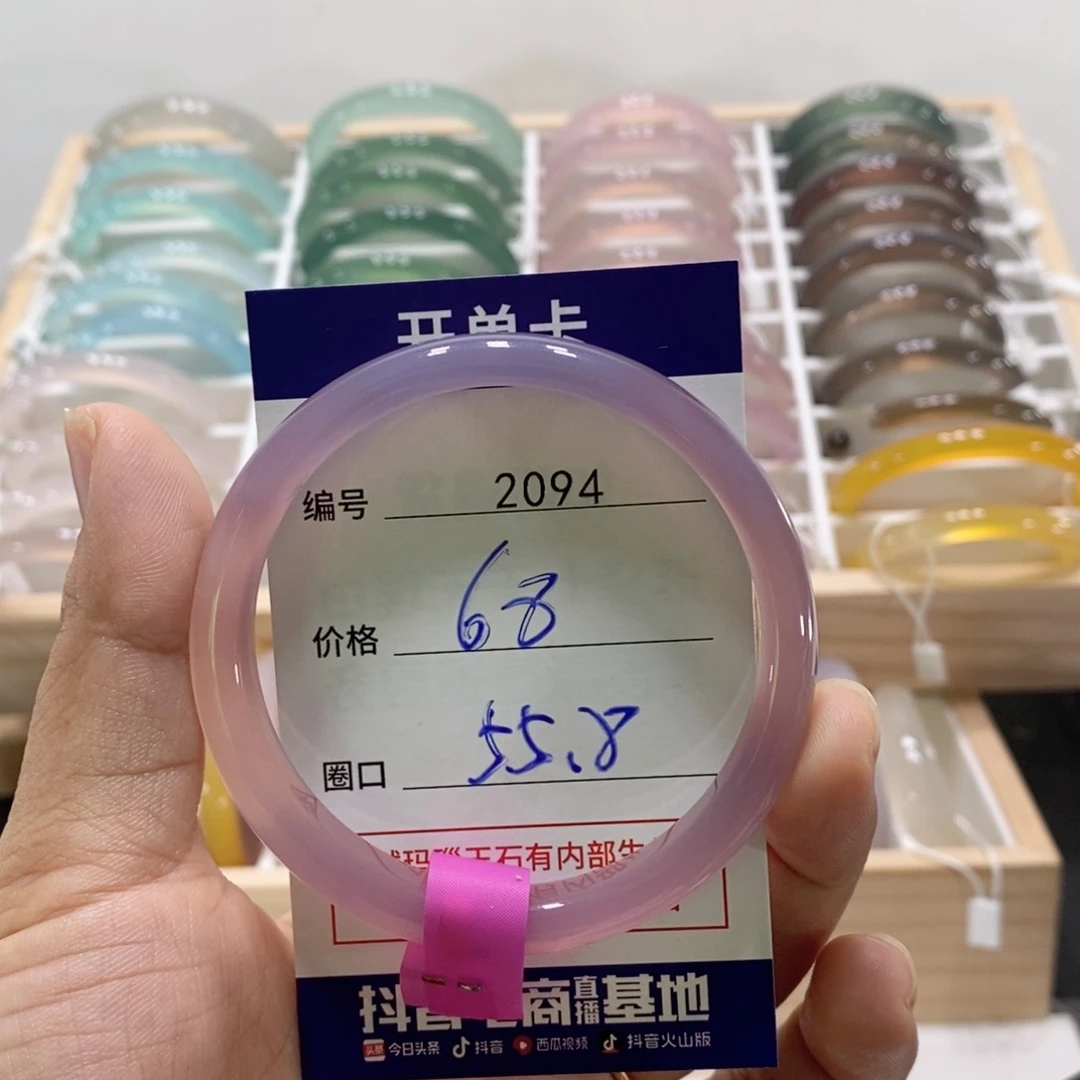 开单卡
编号 2094
价格 68
圈口 55.8
玛瑙玉石有内部生
抖音电商直播基地
头条 今日头条 抖音 西瓜视频 抖音火山版